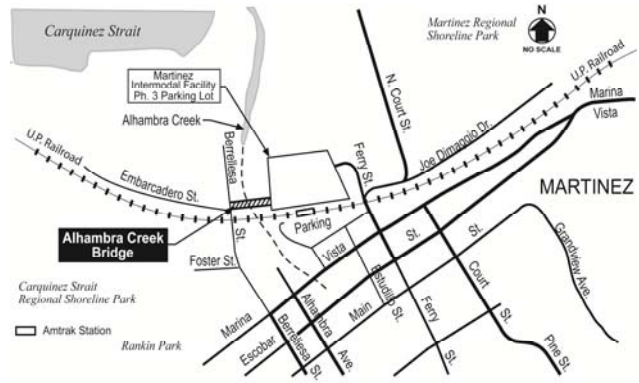 Carquinez Strait
Martinez Regional
Shoreline Park
N
NO SCALE
Martinez
Intermodal Facility
Ph. 3 Parking Lot
Alhambra Creek
U.P. Railroad
Marina
Vista
N. Court St.
Joe Dimaggio Dr.
Berrellesa
St.
Ferry St.
U.P. Railroad
Embarcadero St.
MARTINEZ
Parking
Alhambra Creek
Bridge
Foster St.
Vista
St.
St.
Grandview Ave.
Carquinez Strait
Regional Shoreline Park
Amtrak Station
Rankin Park
Marina
Escobar
Berrellesa St.
Alhambra
Ave.
Main
Estudillo St.
Ferry
St.
Court
St.
Pine St.